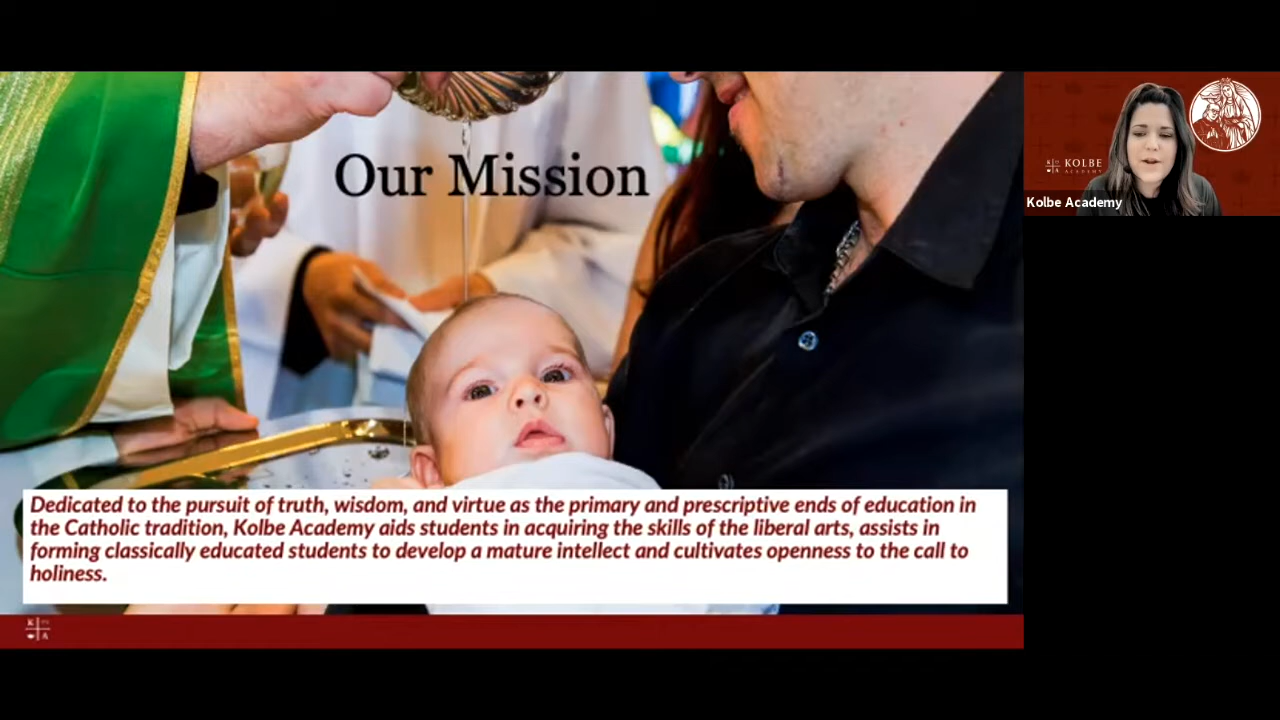 Our Mission
Dedicated to the pursuit of truth, wisdom, and virtue as the primary and prescriptive ends of education in
the Catholic tradition, Kolbe Academy aids students in acquiring the skills of the liberal arts, assists in
forming classically educated students to develop a mature intellect and cultivates openness to the call to
holiness.
K
A
KOLBE
ACADEMY
Kolbe Academy